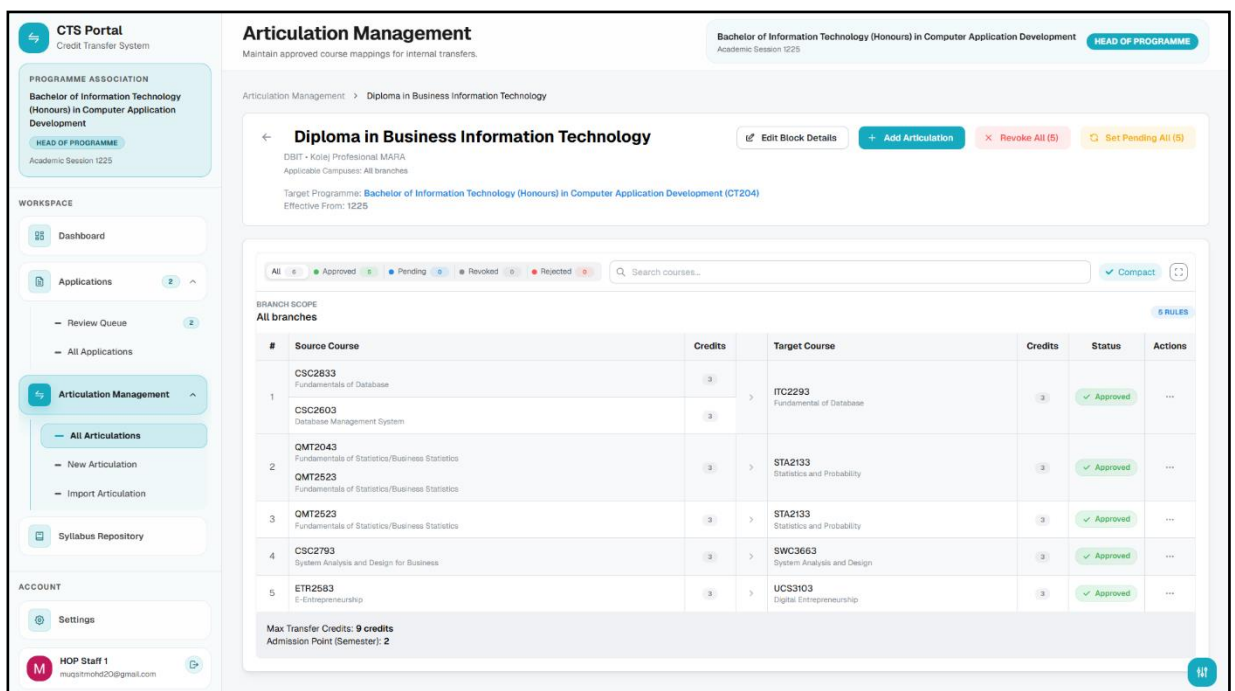 CTS Portal
Credit Transfer System
PROGRAMME ASSOCIATION
Bachelor of Information Technology
(Honours) in Computer Application
Development
HEAD OF PROGRAMME
Academic Session 1225
WORKSPACE
Dashboard
Applications 2
Review Queue 2
All Applications
Articulation Management
All Articulations
New Articulation
Import Articulation
Syllabus Repository
ACCOUNT
Settings
M
HOP Staff 1
muqsitmohd20@gmail.com
Articulation Management
Maintain approved course mappings for internal transfers.
Bachelor of Information Technology (Honours) in Computer Application Development
Academic Session 1225
HEAD OF PROGRAMME
Articulation Management > Diploma in Business Information Technology
Diploma in Business Information Technology
DBIT • Kolej Profesional MARA
Applicable Campuses: All branches
Target Programme: Bachelor of Information Technology (Honours) in Computer Application Development (CT204)
Effective From: 1225
Edit Block Details
+ Add Articulation
× Revoke All (5)
Set Pending All (5)
All Approved 5 Pending 0 Revoked 0 Rejected 0
Search courses...
Compact
BRANCH SCOPE
All branches
5 RULES
# Source Course Credits Target Course Credits Status Actions
1
CSC2833
Fundamentals of Database
3
CSC2603
Database Management System
3
>
ITC2293
Fundamental of Database
3
Approved
...
2
QMT2043
Fundamentals of Statistics/Business Statistics
QMT2523
Fundamentals of Statistics/Business Statistics
3
>
STA2133
Statistics and Probability
3
Approved
...
3
QMT2523
Fundamentals of Statistics/Business Statistics
3
>
STA2133
Statistics and Probability
3
Approved
...
4
CSC2793
System Analysis and Design for Business
3
>
SWC3663
System Analysis and Design
3
Approved
...
5
ETR2583
E-Entrepreneurship
3
>
UCS3103
Digital Entrepreneurship
3
Approved
...
Max Transfer Credits: 9 credits
Admission Point (Semester): 2